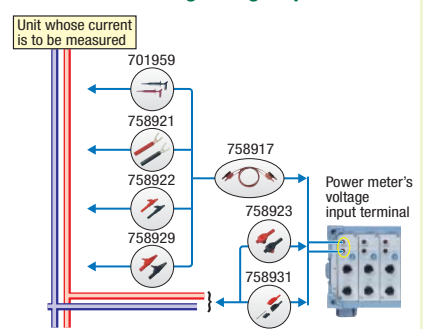 Unit whose current
is to be measured
701959
758921
758917
758922
Power meter's
voltage
input terminal
758923
758929
758931